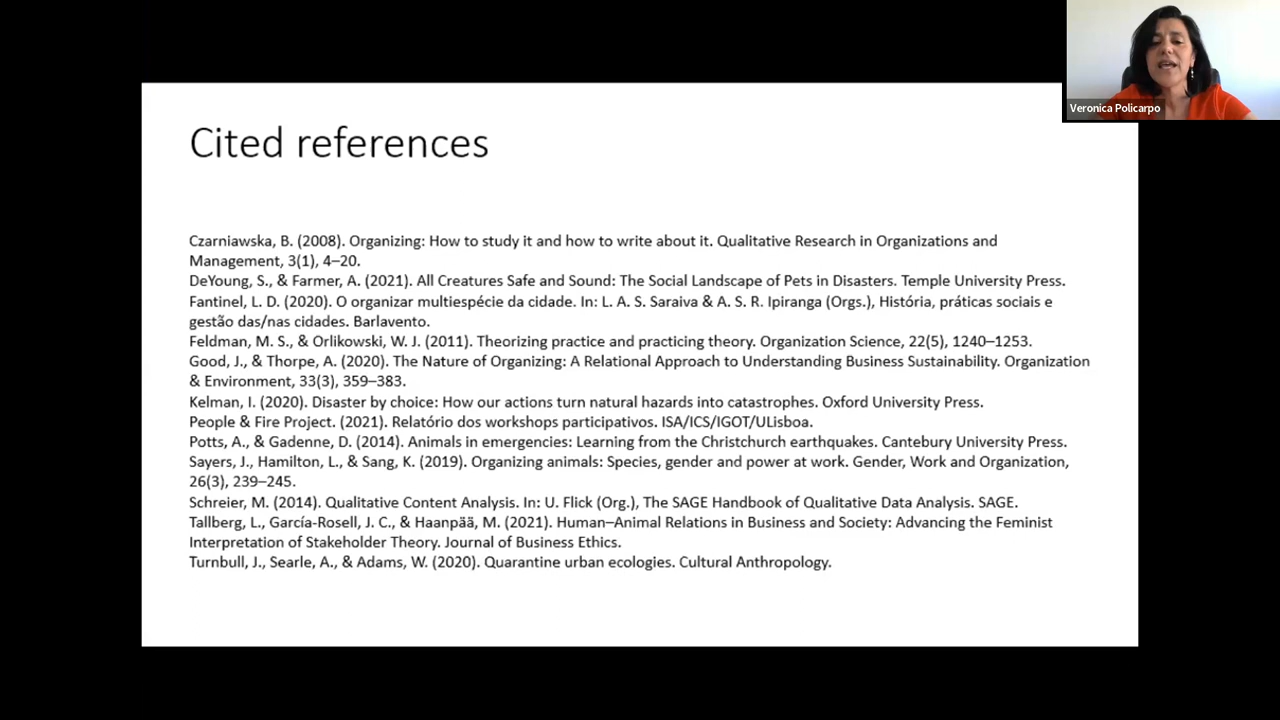 Veronica Policarpo
Cited references
Czarniawska, B. (2008). Organizing: How to study it and how to write about it. Qualitative Research in Organizations and
Management, 3(1), 4–20.
DeYoung, S., & Farmer, A. (2021). All Creatures Safe and Sound: The Social Landscape of Pets in Disasters. Temple University Press.
Fantinel, L. D. (2020). O organizar multiespécie da cidade. In: L. A. S. Saraiva & A. S. R. Ipiranga (Orgs.), História, práticas sociais e
gestão das/nas cidades. Barlavento.
Feldman, M. S., & Orlikowski, W. J. (2011). Theorizing practice and practicing theory. Organization Science, 22(5), 1240–1253.
Good, J., & Thorpe, A. (2020). The Nature of Organizing: A Relational Approach to Understanding Business Sustainability. Organization
& Environment, 33(3), 359–383.
Kelman, I. (2020). Disaster by choice: How our actions turn natural hazards into catastrophes. Oxford University Press.
People & Fire Project. (2021). Relatório dos workshops participativos. ISA/ICS/IGOT/ULisboa.
Potts, A., & Gadenne, D. (2014). Animals in emergencies: Learning from the Christchurch earthquakes. Cantebury University Press.
Sayers, J., Hamilton, L., & Sang, K. (2019). Organizing animals: Species, gender and power at work. Gender, Work and Organization,
26(3), 239–245.
Schreier, M. (2014). Qualitative Content Analysis. In: U. Flick (Org.), The SAGE Handbook of Qualitative Data Analysis. SAGE.
Tallberg, L., García-Rosell, J. C., & Haanpää, M. (2021). Human–Animal Relations in Business and Society: Advancing the Feminist
Interpretation of Stakeholder Theory. Journal of Business Ethics.
Turnbull, J., Searle, A., & Adams, W. (2020). Quarantine urban ecologies. Cultural Anthropology.